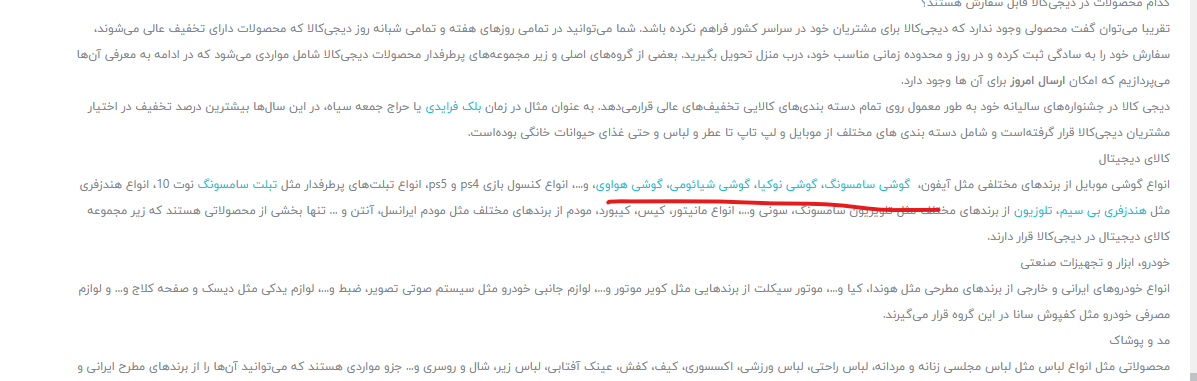 کدام محصولات در دیجی‌کالا قابل سفارش هستند؟
تقریبا می‌توان گفت محصولی وجود ندارد که دیجی‌کالا برای مشتریان خود در سراسر کشور فراهم نکرده باشد. شما می‌توانید در تمامی روزهای هفته و تمامی شبانه روز دیجی‌کالا که محصولات دارای تخفیف عالی می‌شوند،
سفارش خود را به سادگی ثبت کرده و در روز و محدوده زمانی مناسب خود، درب منزل تحویل بگیرید. بعضی از گروه‌های اصلی و زیر مجموعه‌های پرطرفدار محصولات دیجی‌کالا شامل مواردی می‌شود که در ادامه به معرفی آن‌ها
می‌پردازیم که امکان ارسال امروز برای آن ها وجود دارد.
دیجی کالا در جشنواره‌های سالیانه خود به طور معمول روی تمام دسته بندی‌های کالایی تخفیف‌های عالی قرارمی‌دهد. به عنوان مثال در زمان بلک فرایدی یا حراج جمعه سیاه، در این سال‌ها بیشترین درصد تخفیف در اختیار
مشتریان دیجی‌کالا قرار گرفته‌است و شامل دسته بندی های مختلف از موبایل و لپ تاپ تا عطر و لباس و حتی غذای حیوانات خانگی بوده‌است.
کالای دیجیتال
انواع گوشی موبایل از برندهای مختلفی مثل آیفون، گوشی سامسونگ، گوشی نوکیا، گوشی شیائومی، گوشی هواوی، و...، انواع کنسول بازی ps4 و ps5، انواع تبلت‌های پرطرفدار مثل تبلت سامسونگ نوت 10، انواع هندزفری
مثل هندزفری بی سیم، تلوزیون از برندهای مختلف مثل تلویزیون سامسونگ، سونی و...، انواع مانیتور، کیس، کیبورد، مودم از برندهای مختلف مثل مودم ایرانسل، آنتن و ... تنها بخشی از محصولاتی هستند که زیر مجموعه
کالای دیجیتال در دیجی‌کالا قرار دارند.
خودرو، ابزار و تجهیزات صنعتی
انواع خودروهای ایرانی و خارجی از برندهای مطرحی مثل هوندا، کیا و...، موتور سیکلت از برندهایی مثل کویر موتور و...، لوازم جانبی خودرو مثل سیستم صوتی تصویر، ضبط و...، لوازم یدکی مثل دیسک و صفحه کلاج و... و لوازم
مصرفی خودرو مثل کفپوش سانا در این گروه قرار می‌گیرند.
مد و پوشاک
محصولاتی مثل انواع لباس مثل لباس مجلسی زنانه و مردانه، لباس راحتی، لباس ورزشی، اکسسوری، کیف، کفش، عینک آفتابی، لباس زیر، شال و روسری و... جزو مواردی هستند که می‌توانید آن‌ها را از برندهای مطرح ایرانی و